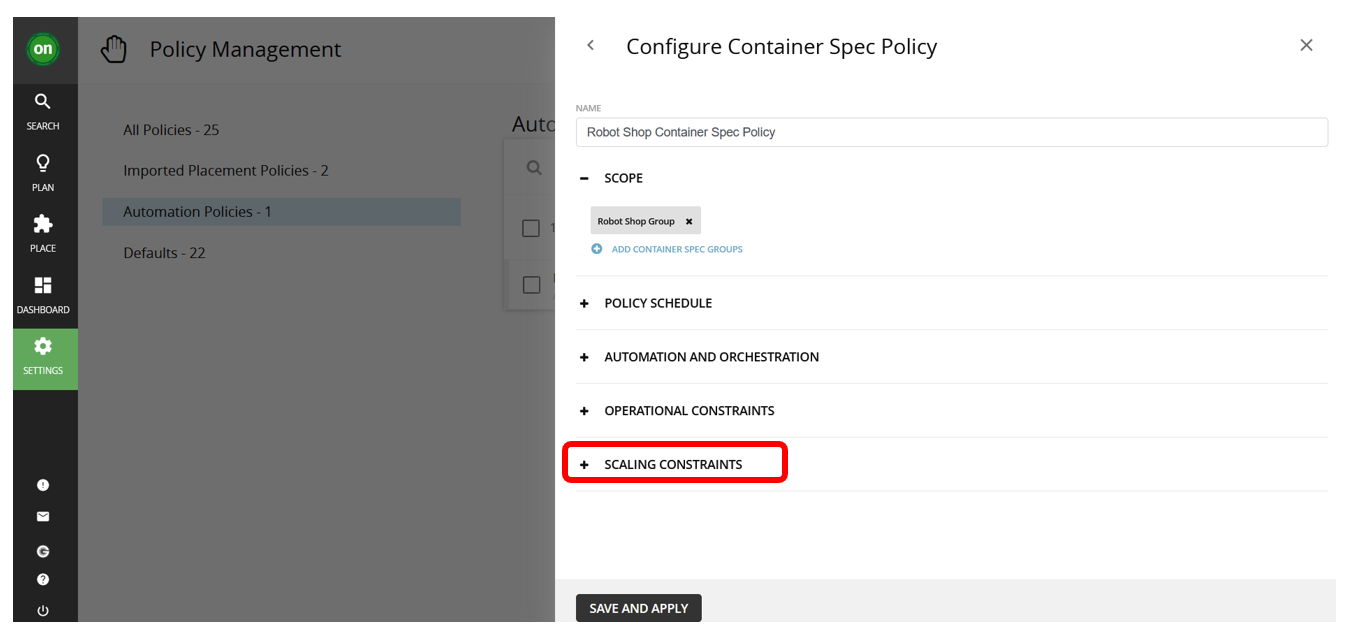 on
Policy Management
SEARCH
PLAN
PLACE
DASHBOARD
SETTINGS
All Policies - 25
Imported Placement Policies - 2
Automation Policies - 1
Defaults - 22
Configure Container Spec Policy
NAME
Robot Shop Container Spec Policy
SCOPE
Robot Shop Group
ADD CONTAINER SPEC GROUPS
POLICY SCHEDULE
AUTOMATION AND ORCHESTRATION
OPERATIONAL CONSTRAINTS
SCALING CONSTRAINTS
SAVE AND APPLY